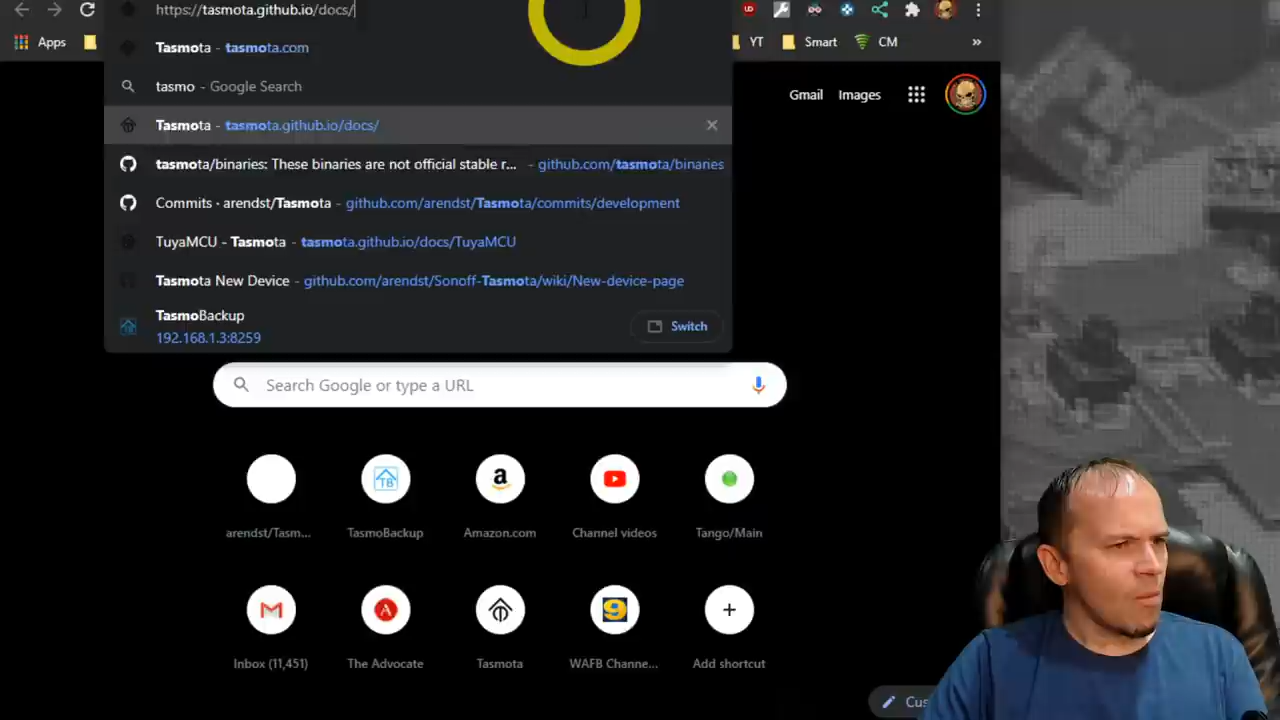 https://tasmota.github.io/docs/
Apps
YT
Smart
CM
»
Tasmota - tasmota.com
tasmo - Google Search
Tasmota - tasmota.github.io/docs/
tasmota/binaries: These binaries are not official stable r... - github.com/tasmota/binaries
Commits · arendst/Tasmota - github.com/arendst/Tasmota/commits/development
TuyaMCU - Tasmota - tasmota.github.io/docs/TuyaMCU
Tasmota New Device - github.com/arendst/Sonoff-Tasmota/wiki/New-device-page
TasmoBackup
192.168.1.3:8259
Switch
Gmail
Images
Search Google or type a URL
TB
a
arendst/Tasm...
TasmoBackup
Amazon.com
Channel videos
Tango/Main
M
A
9
Inbox (11,451)
The Advocate
Tasmota
WAFB Channe...
Add shortcut
Cus